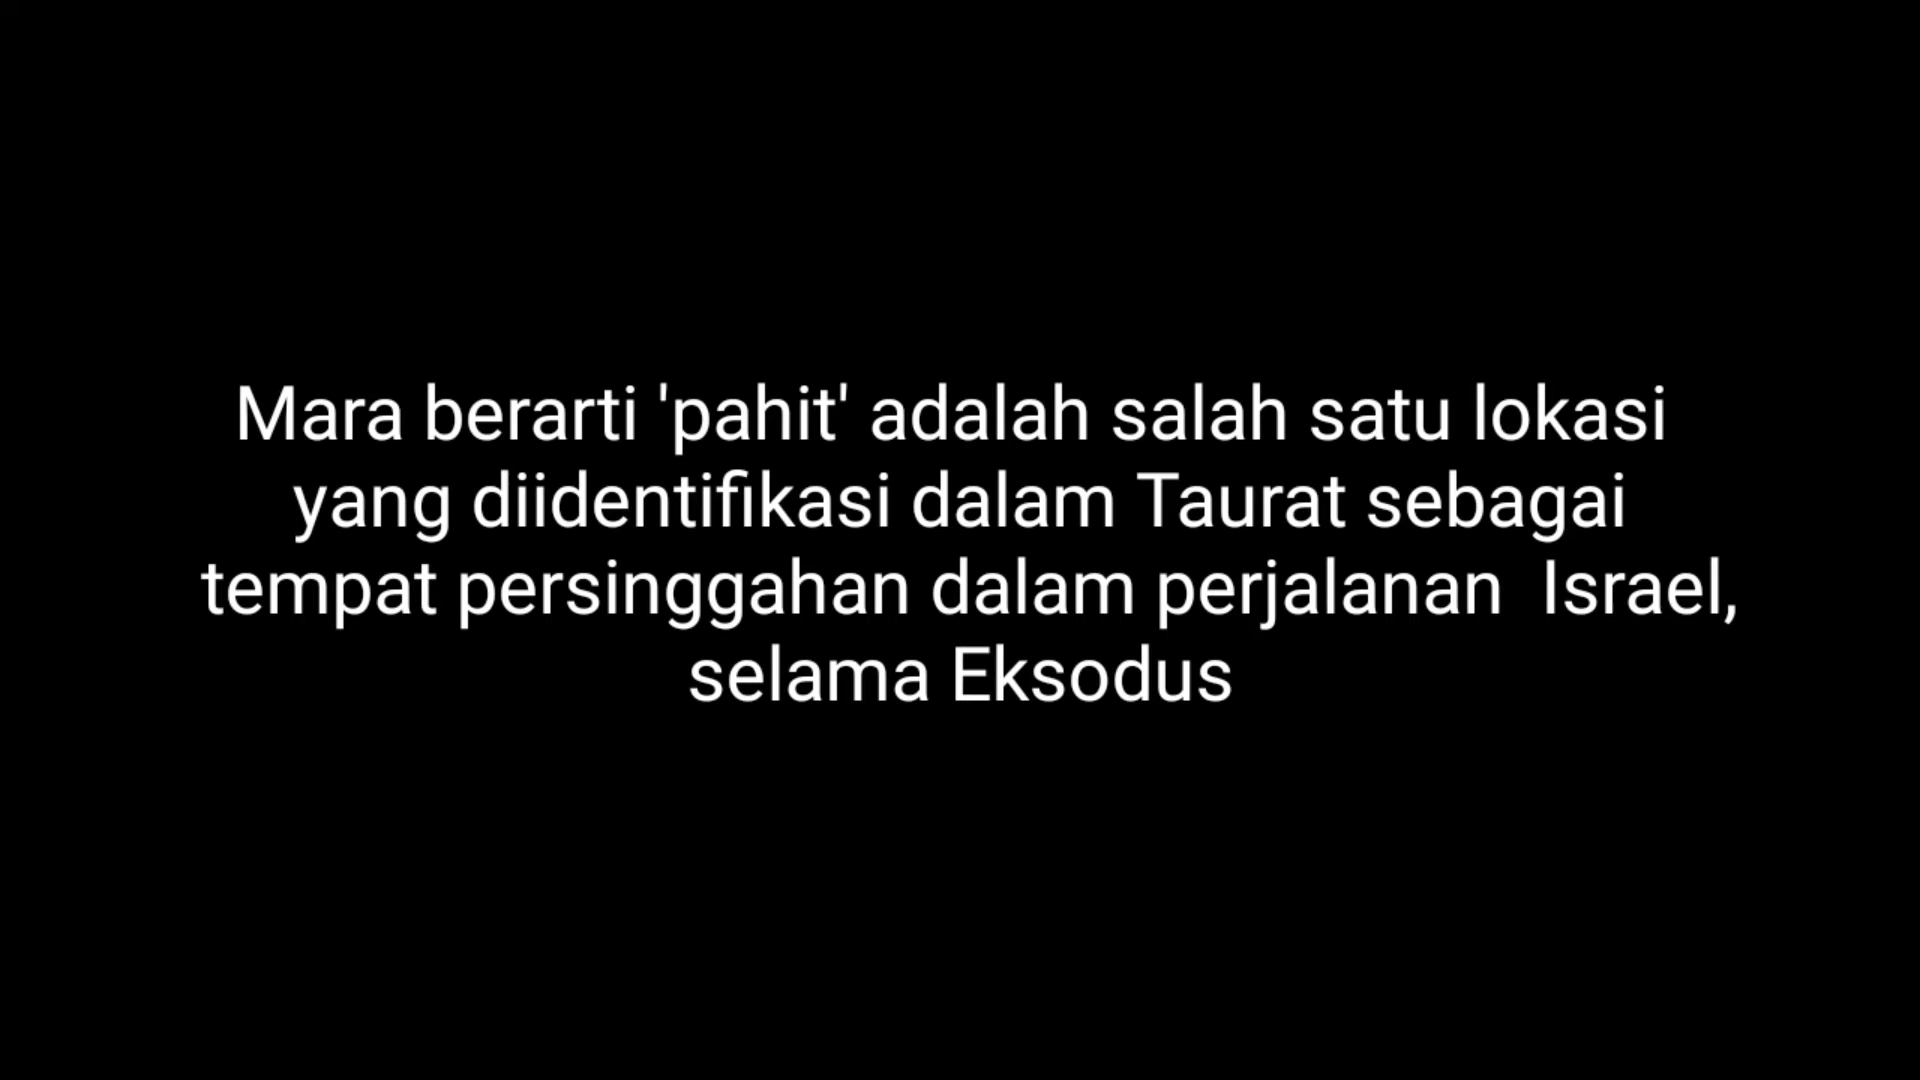 Mara berarti 'pahit' adalah salah satu lokasi
yang diidentifikasi dalam Taurat sebagai
tempat persinggahan dalam perjalanan  Israel,
selama Eksodus